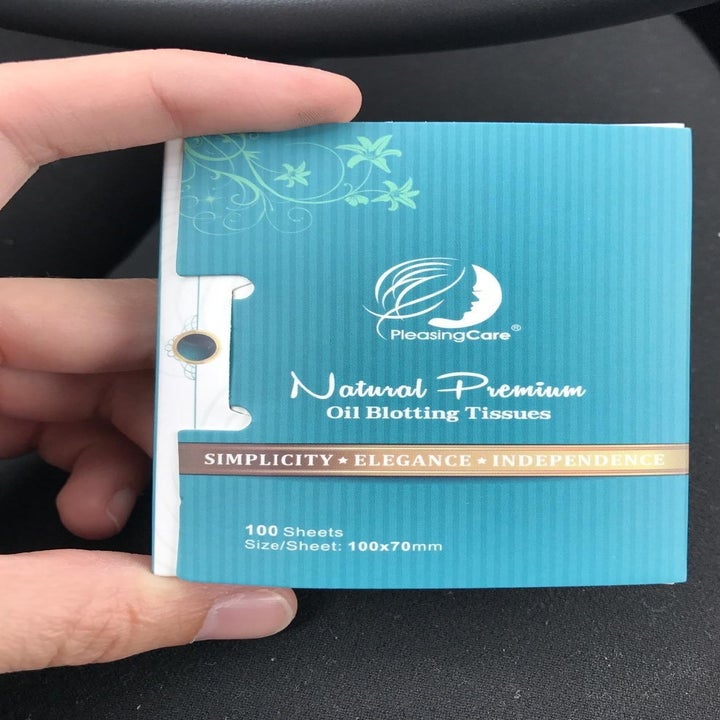 PleasingCare®
Natural Premium
Oil Blotting Tissues
SIMPLICITY ★ ELEGANCE ★ INDEPENDENCE
100 Sheets
Size/Sheet: 100x70mm